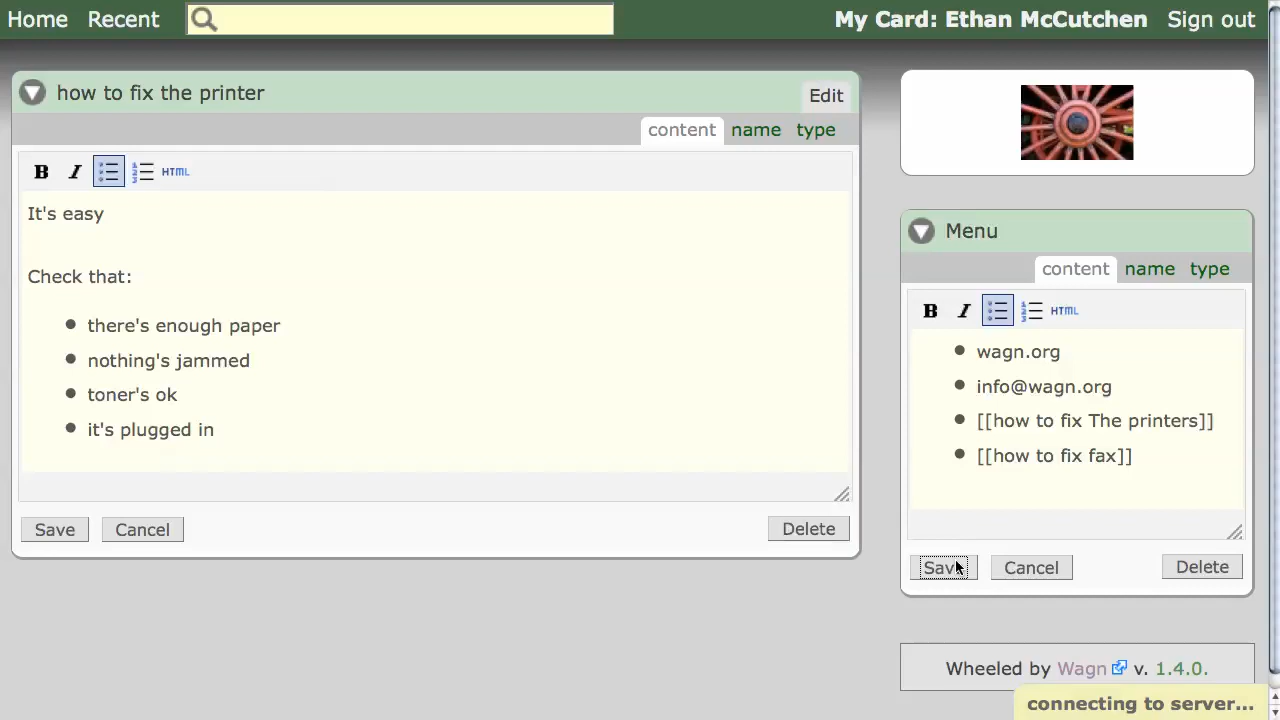 Home Recent My Card: Ethan McCutchen Sign out
how to fix the printer Edit
content name type
B I HTML
It's easy
Check that:
there's enough paper
nothing's jammed
toner's ok
it's plugged in
Save Cancel Delete
Menu
content name type
B I HTML
wagn.org
info@wagn.org
[[how to fix The printers]]
[[how to fix fax]]
Save Cancel Delete
Wheeled by Wagn v. 1.4.0.
connecting to server...